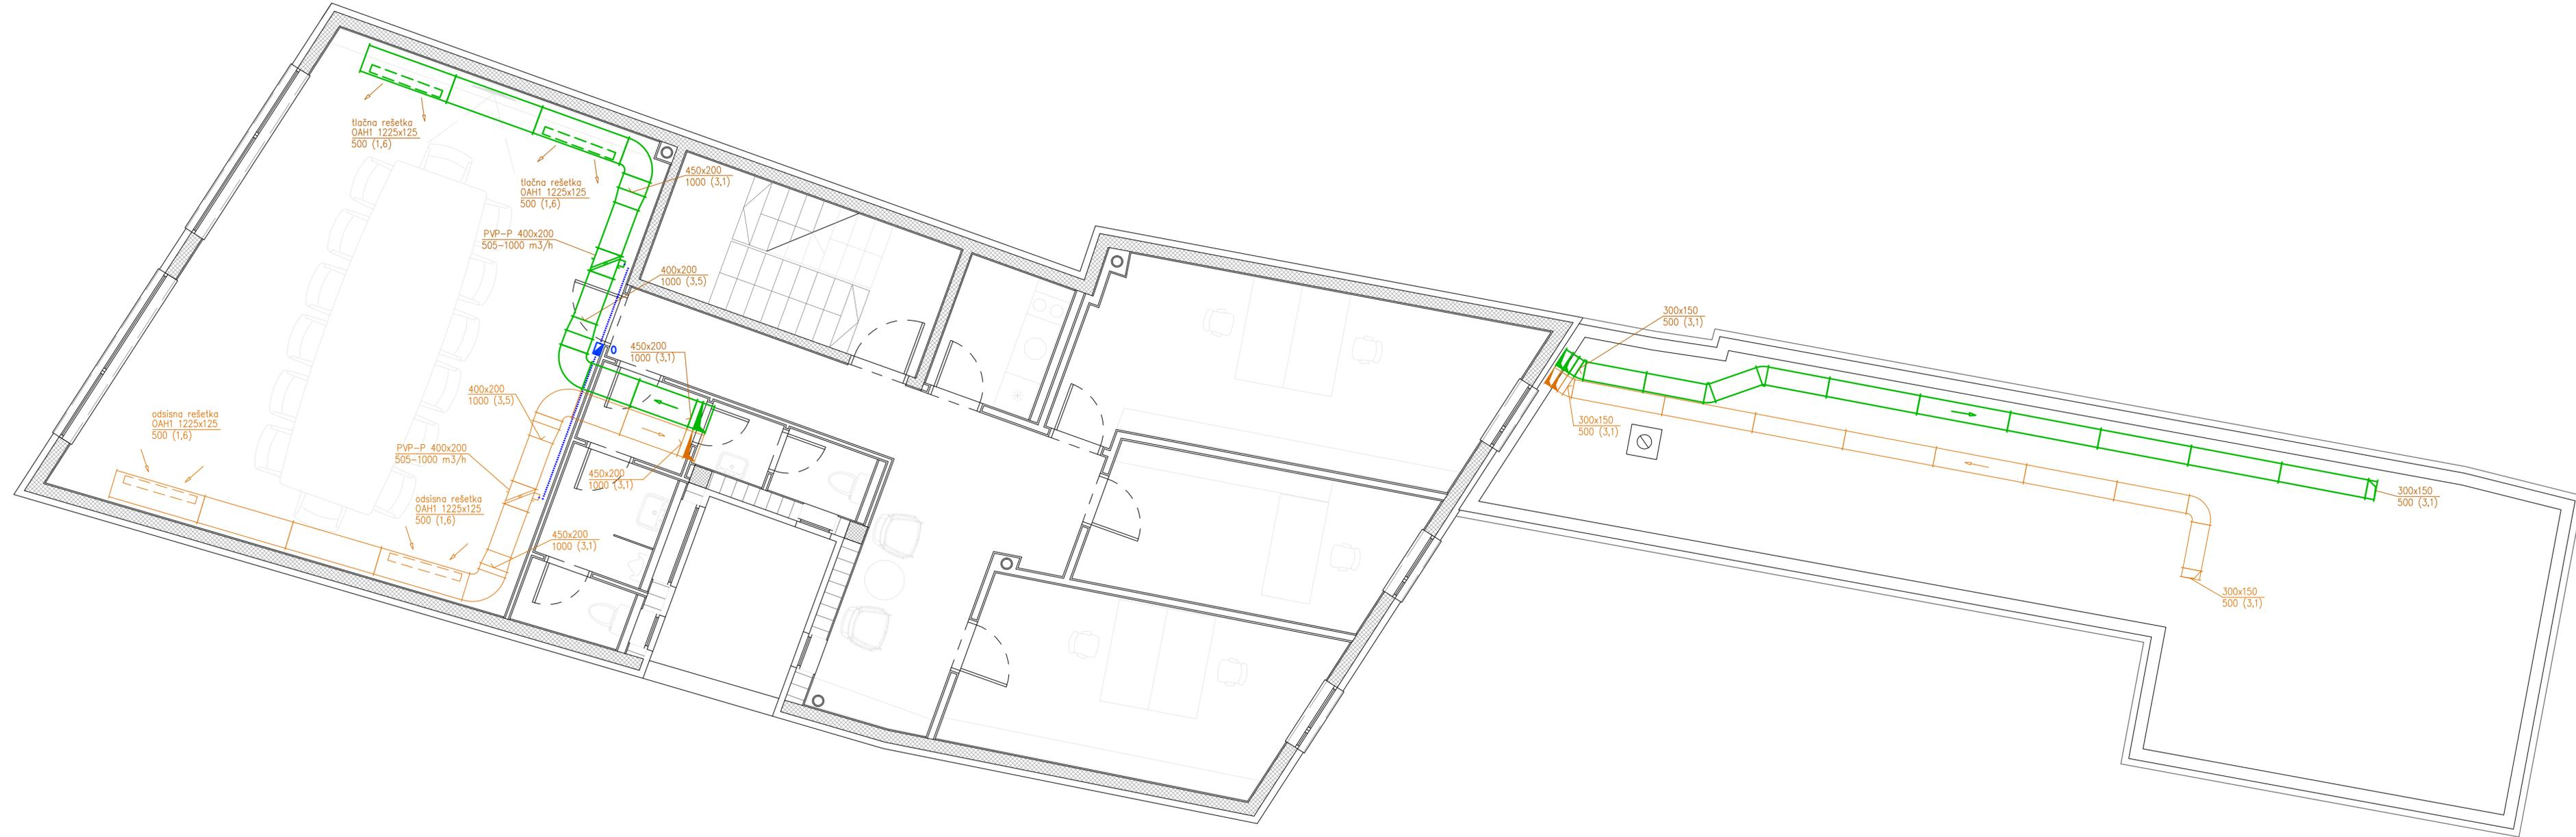 tlačna rešetka
OAH1 1225x125
500 (1,6)
tlačna rešetka
OAH1 1225x125
500 (1,6)
450x200
1000 (3,1)
PVP-P 400x200
505-1000 m3/h
400x200
1000 (3,5)
450x200
1000 (3,1)
400x200
1000 (3,5)
odsisna rešetka
OAH1 1225x125
500 (1,6)
PVP-P 400x200
505-1000 m3/h
450x200
1000 (3,1)
odsisna rešetka
OAH1 1225x125
500 (1,6)
450x200
1000 (3,1)
300x150
500 (3,1)
300x150
500 (3,1)
300x150
500 (3,1)
300x150
500 (3,1)